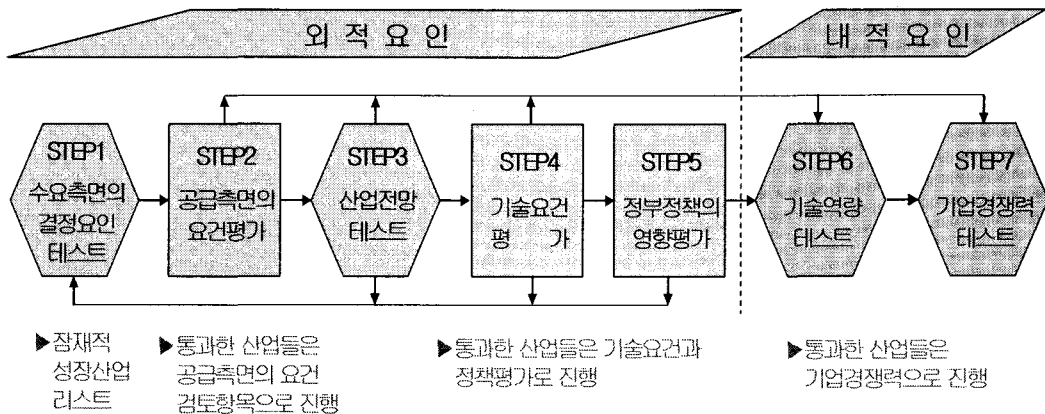 외적요인
내적요인
STEP1
수요측면의
결정요인
테스트
STEP2
공급측면의
요건평가
STEP3
산업전망
테스트
STEP4
기술요건
평 가
STEP5
정부정책의
영향평가
STEP6
기술역량
테스트
STEP7
기업경쟁력
테스트
▶잠재적
성장산업
리스트
▶통과한 산업들은
공급측면의 요건
검토항목으로 진행
▶통과한 산업들은 기술요건과
정책평가로 진행
▶통과한 산업들은
기업경쟁력으로 진행